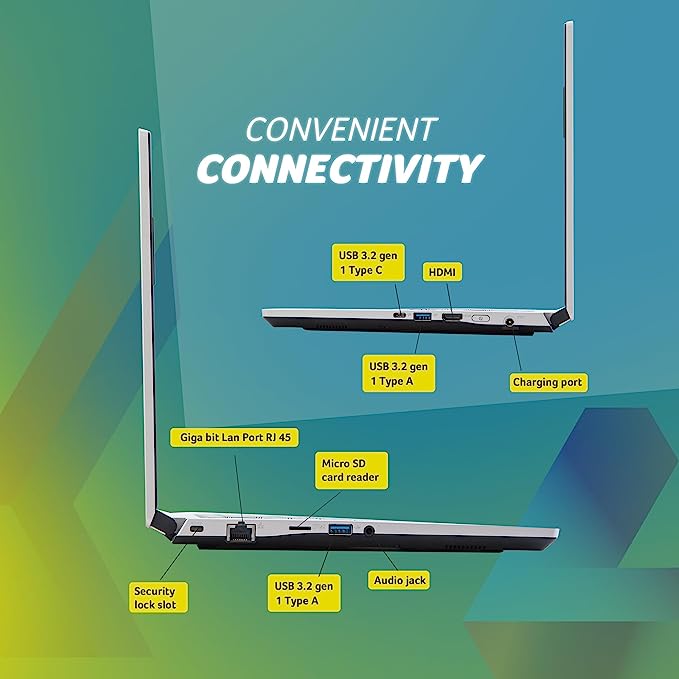 CONVENIENT
CONNECTIVITY
USB 3.2 gen
1 Type C
HDMI
USB 3.2 gen
1 Type A
Charging port
Giga bit Lan Port RJ 45
Micro SD
card reader
Security
lock slot
USB 3.2 gen
1 Type A
Audio jack